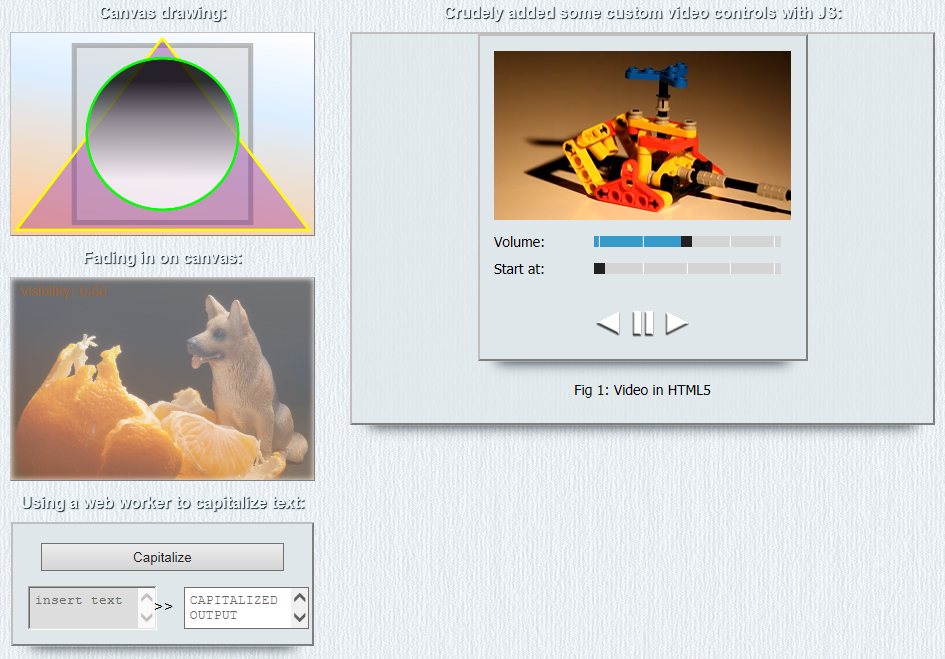 Canvas drawing:
Fading in on canvas:
Visibility: 0.60
Using a web worker to capitalize text:
Capitalize
insert text
>>
CAPITALIZED
OUTPUT
Crudely added some custom video controls with JS:
Volume:
Start at:
Fig 1: Video in HTML5